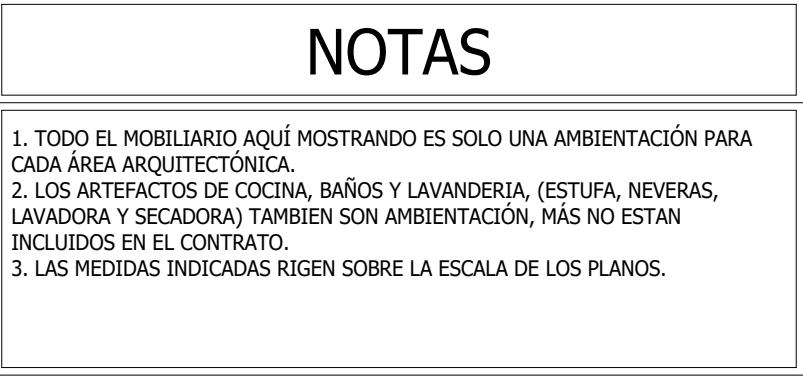 NOTAS
1. TODO EL MOBILIARIO AQUÍ MOSTRANDO ES SOLO UNA AMBIENTACIÓN PARA
CADA ÁREA ARQUITECTÓNICA.
2. LOS ARTEFACTOS DE COCINA, BAÑOS Y LAVANDERIA, (ESTUFA, NEVERAS,
LAVADORA Y SECADORA) TAMBIEN SON AMBIENTACIÓN, MÁS NO ESTAN
INCLUIDOS EN EL CONTRATO.
3. LAS MEDIDAS INDICADAS RIGEN SOBRE LA ESCALA DE LOS PLANOS.